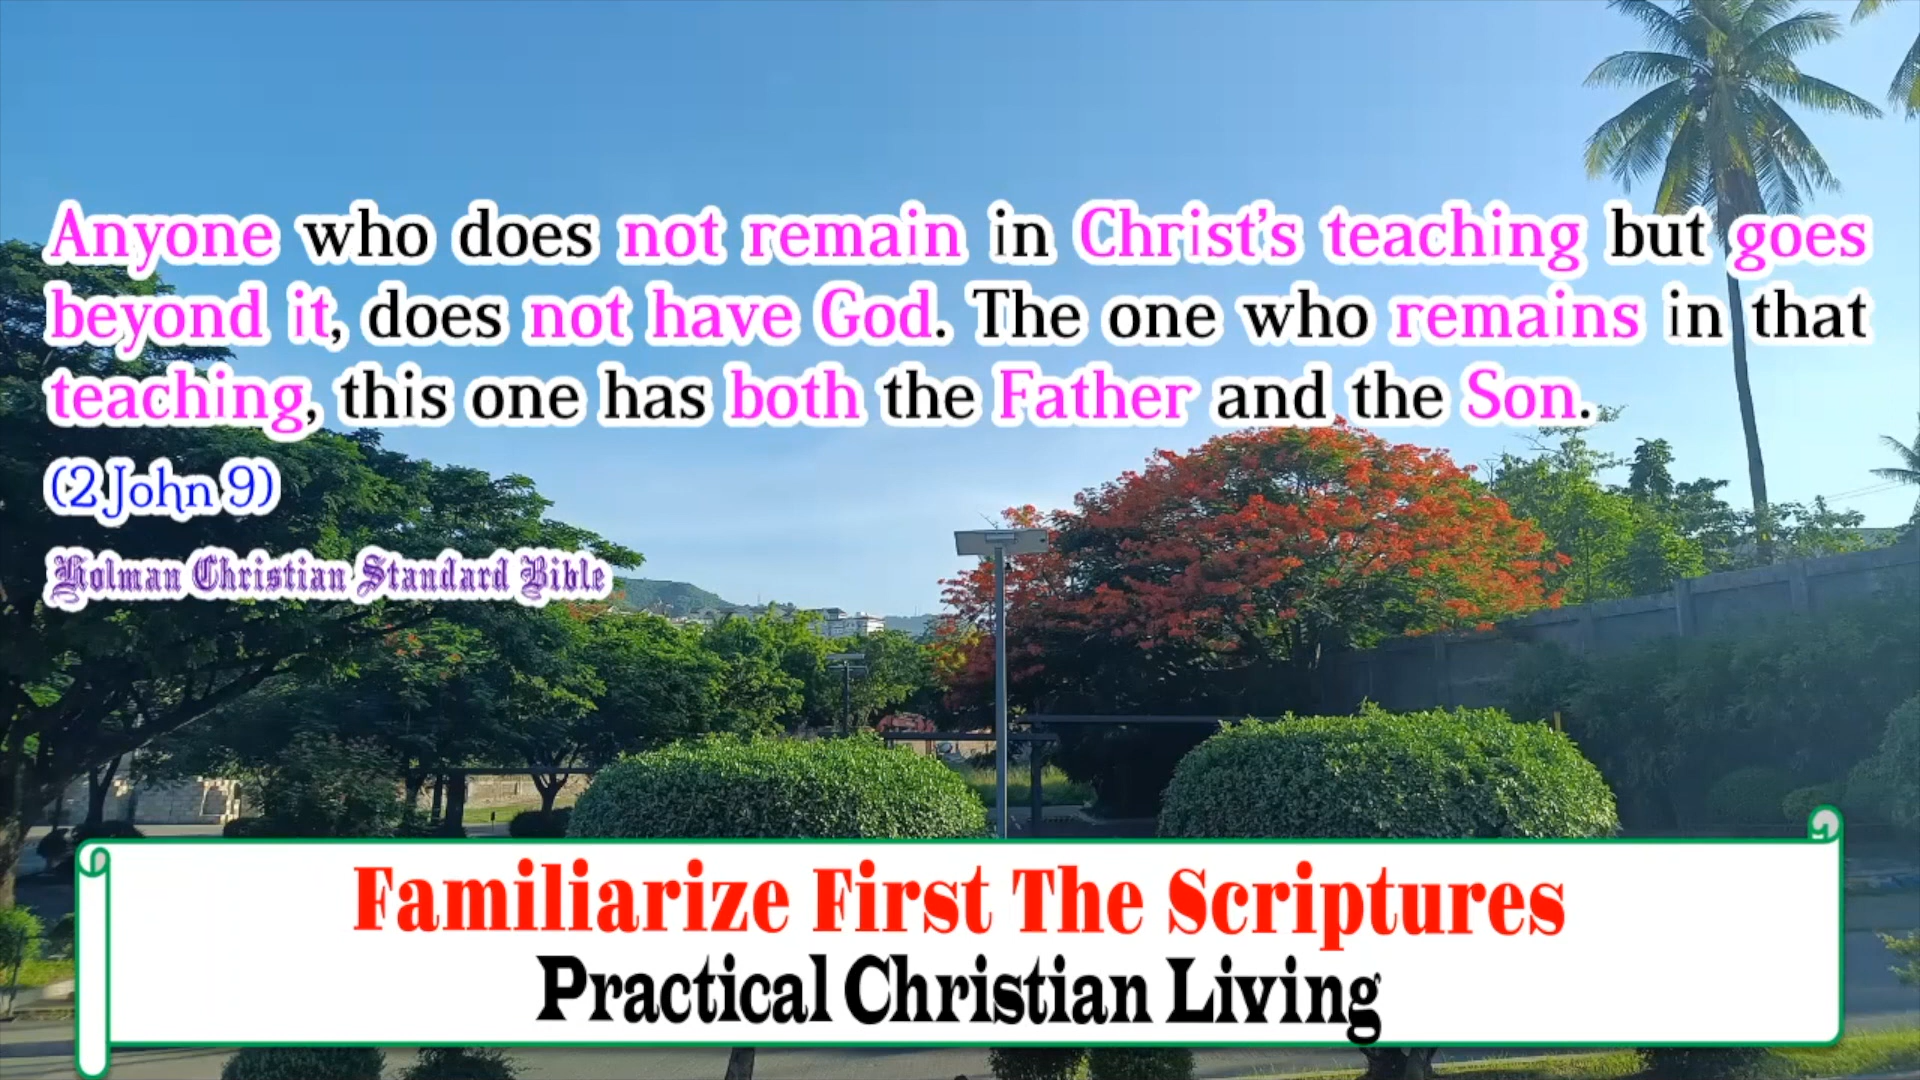 Anyone who does not remain in Christ's teaching but goes
beyond it, does not have God. The one who remains in that
teaching, this one has both the Father and the Son.
(2 John 9)
Holman Christian Standard Bible
Familiarize First The Scriptures
Practical Christian Living